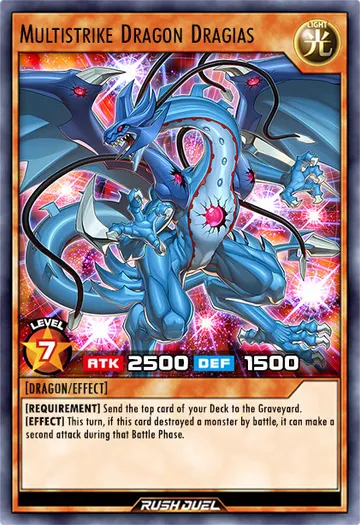 MULTISTRIKE DRAGON DRAGIAS
LIGHT
光
LEVEL
7
ATK 2500 DEF 1500
[DRAGON/EFFECT]
[REQUIREMENT] Send the top card of your Deck to the Graveyard.
[EFFECT] This turn, if this card destroyed a monster by battle, it can make a
second attack during that Battle Phase.
RUSH DUEL